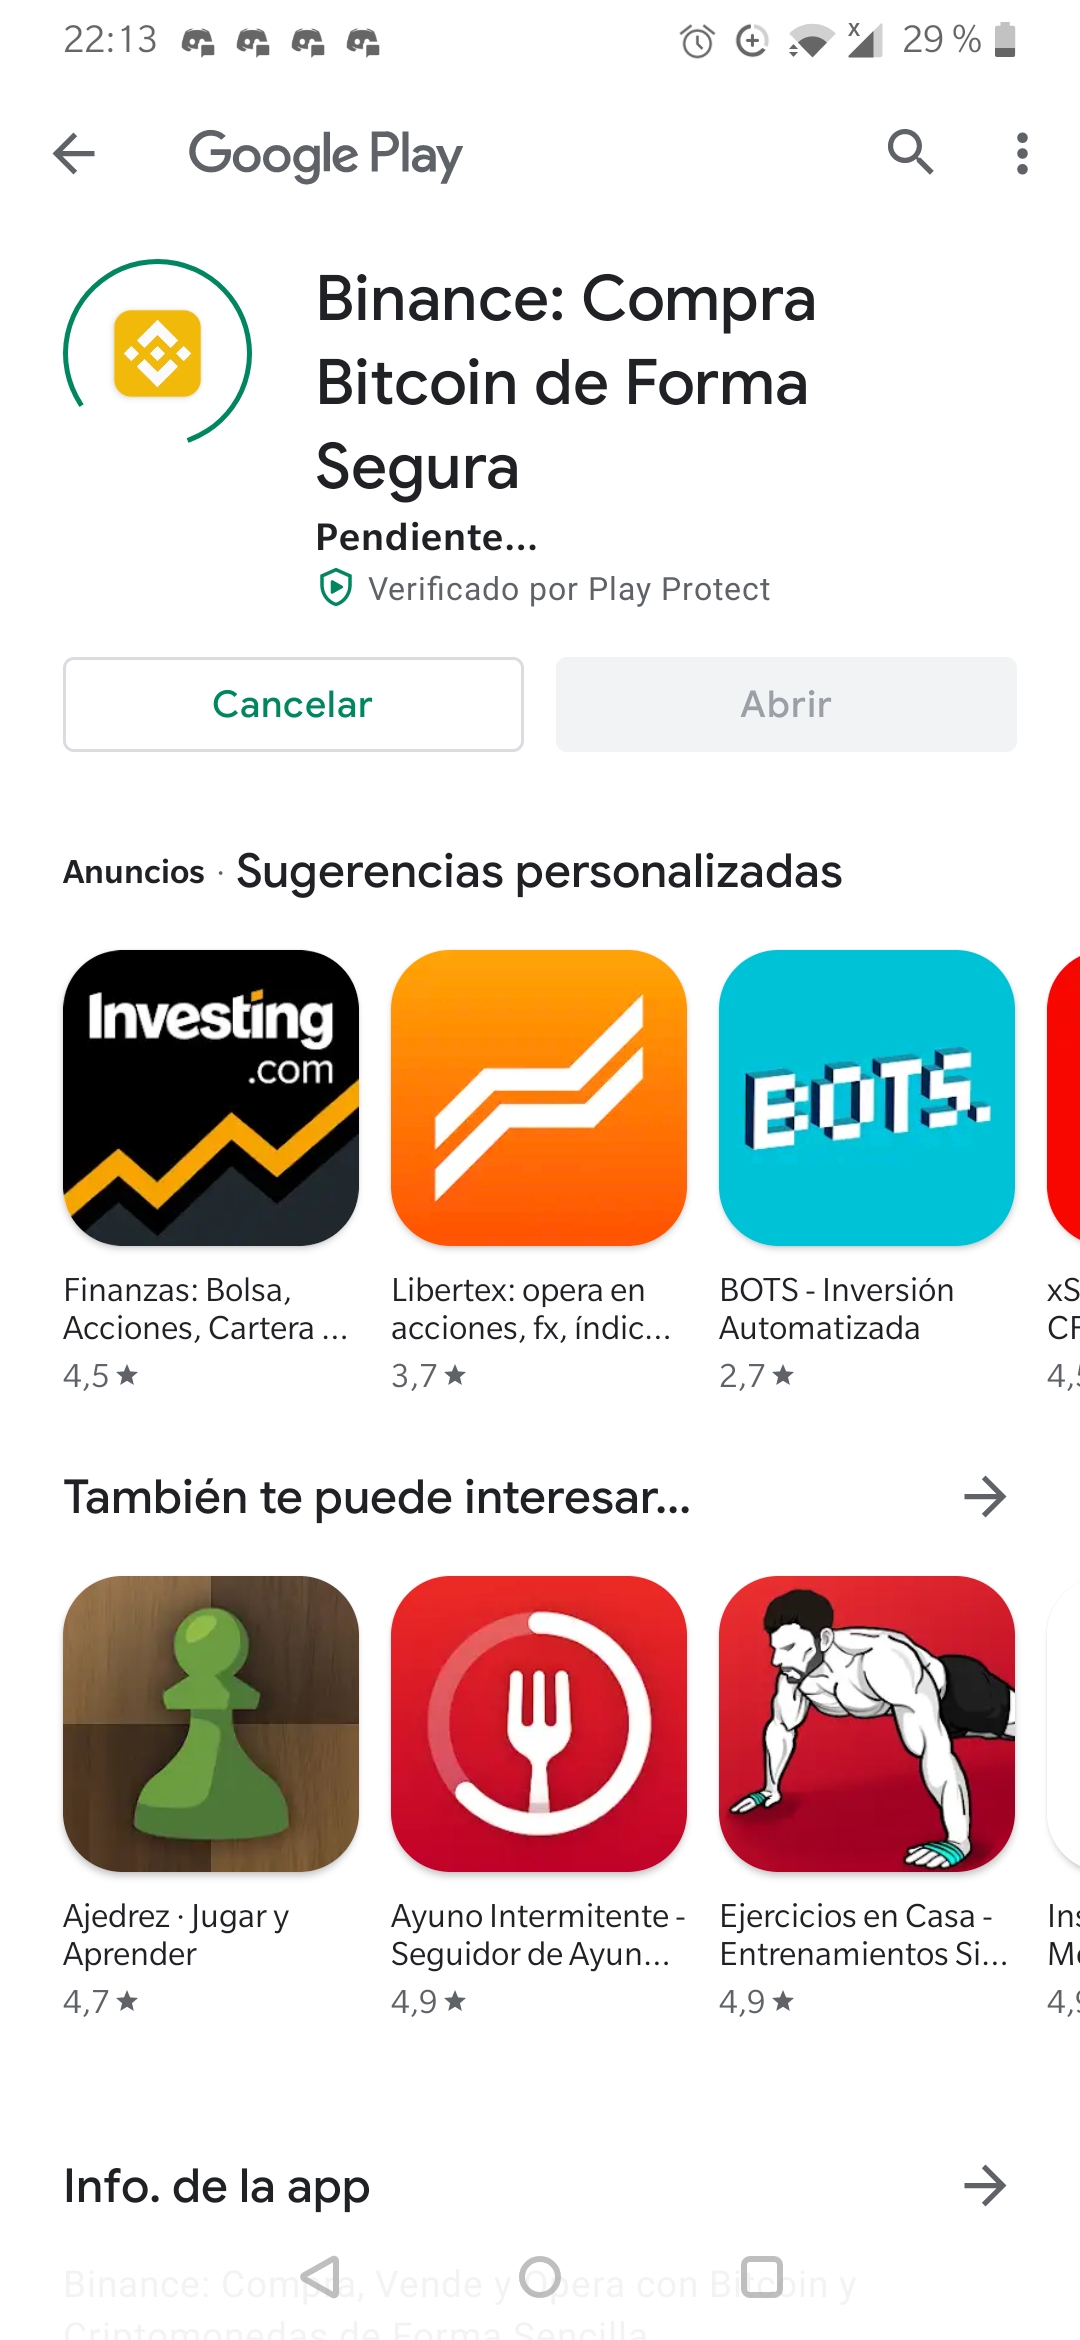 22:13
x
29 %
Google Play
Binance: Compra
Bitcoin de Forma
Segura
Pendiente...
Verificado por Play Protect
Cancelar
Abrir
Anuncios · Sugerencias personalizadas
Investing
.com
BOTS.
Finanzas: Bolsa,
Acciones, Cartera ...
4,5 ★
Libertex: opera en
acciones, fx, índic...
3,7 ★
BOTS - Inversión
Automatizada
2,7 ★
xS
4,5
También te puede interesar...
Ajedrez · Jugar y
Aprender
4,7 ★
Ayuno Intermitente -
Seguidor de Ayun...
4,9 ★
Ejercicios en Casa -
Entrenamientos Si...
4,9 ★
Ins
Me
4,9
Info. de la app
Binance: Compra, Vende y Opera con Bitcoin y
Criptomonedas de Forma Sencilla